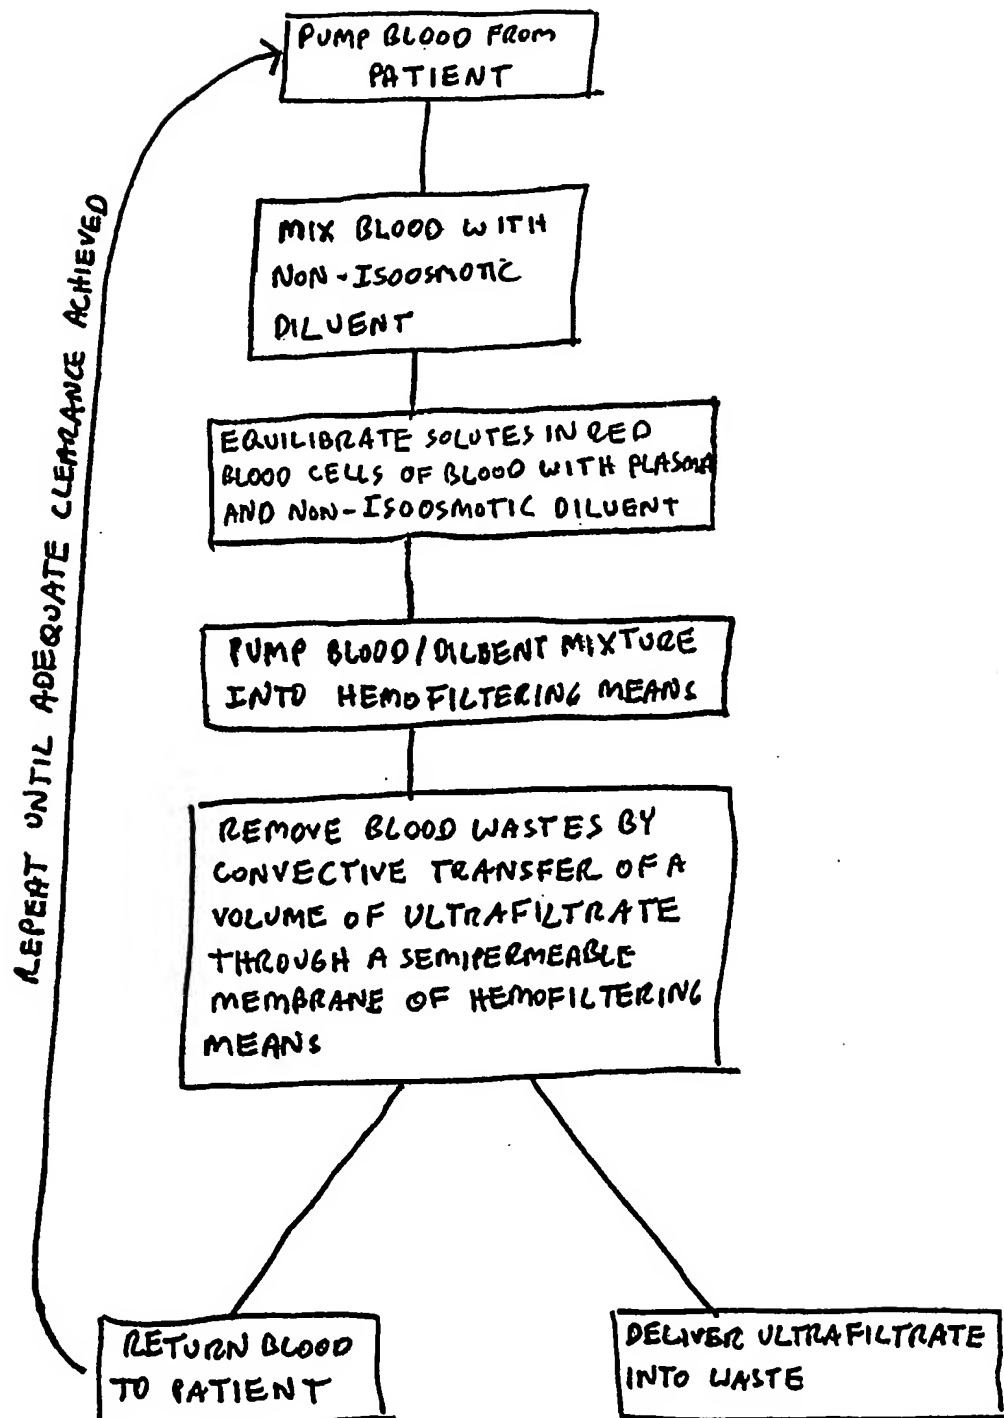 PUMP BLOOD FROM
PATIENT
MIX BLOOD WITH
NON-ISOOSMOTIC
DILUENT
EQUILIBRATE SOLUTES IN RED
BLOOD CELLS OF BLOOD WITH PLASMA
AND NON-ISOOSMOTIC DILUENT
PUMP BLOOD/DILUENT MIXTURE
INTO HEMOFILTERING MEANS
REMOVE BLOOD WASTES BY
CONVECTIVE TRANSFER OF A
VOLUME OF ULTRAFILTRATE
THROUGH A SEMIPERMEABLE
MEMBRANE OF HEMOFILTERING
MEANS
RETURN BLOOD
TO PATIENT
DELIVER ULTRAFILTRATE
INTO WASTE
REPEAT UNTIL ADEQUATE CLEARANCE ACHIEVED